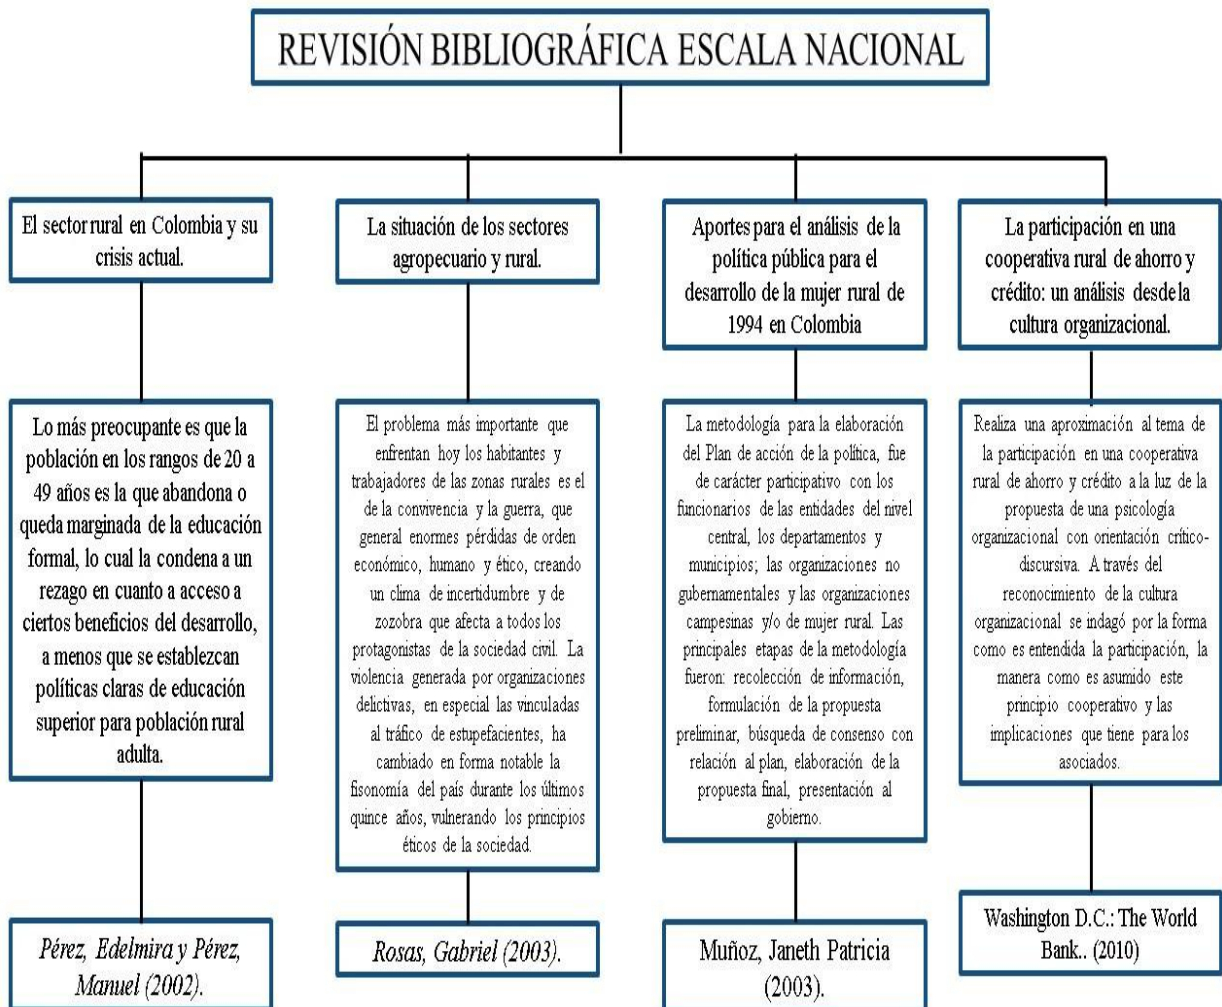 REVISIÓN BIBLIOGRÁFICA ESCALA NACIONAL
El sector rural en Colombia y su
crisis actual.
Lo más preocupante es que la
población en los rangos de 20 a
49 años es la que abandona o
queda marginada de la educación
formal, lo cual la condena a un
rezago en cuanto a acceso a
ciertos beneficios del desarrollo,
a menos que se establezcan
políticas claras de educación
superior para población rural
adulta.
Pérez, Edelmira y Pérez,
Manuel (2002).
La situación de los sectores
agropecuario y rural.
El problema más importante que
enfrentan hoy los habitantes y
trabajadores de las zonas rurales es el
de la convivencia y la guerra, que
general enormes pérdidas de orden
económico, humano y ético, creando
un clima de incertidumbre y de
zozobra que afecta a todos los
protagonistas de la sociedad civil. La
violencia generada por organizaciones
delictivas, en especial las vinculadas
al tráfico de estupefacientes, ha
cambiado en forma notable la
fisonomía del país durante los últimos
quince años, vulnerando los principios
éticos de la sociedad.
Rosas, Gabriel (2003).
Aportes para el análisis de la
política pública para el
desarrollo de la mujer rural de
1994 en Colombia
La metodología para la elaboración
del Plan de acción de la política, fue
de carácter participativo con los
funcionarios de las entidades del nivel
central, los departamentos y
municipios; las organizaciones no
gubernamentales y las organizaciones
campesinas y/o de mujer rural. Las
principales etapas de la metodología
fueron: recolección de información,
formulación de la propuesta
preliminar, búsqueda de consenso con
relación al plan, elaboración de la
propuesta final, presentación al
gobierno.
Muñoz, Janeth Patricia
(2003).
La participación en una
cooperativa rural de ahorro y
crédito: un análisis desde la
cultura organizacional.
Realiza una aproximación al tema de
la participación en una cooperativa
rural de ahorro y crédito a la luz de la
propuesta de una psicología
organizacional con orientación crítico-
discursiva. A través del
reconocimiento de la cultura
organizacional se indagó por la forma
como es entendida la participación, la
manera como es asumido este
principio cooperativo y las
implicaciones que tiene para los
asociados.
Washington D.C.: The World
Bank.. (2010)